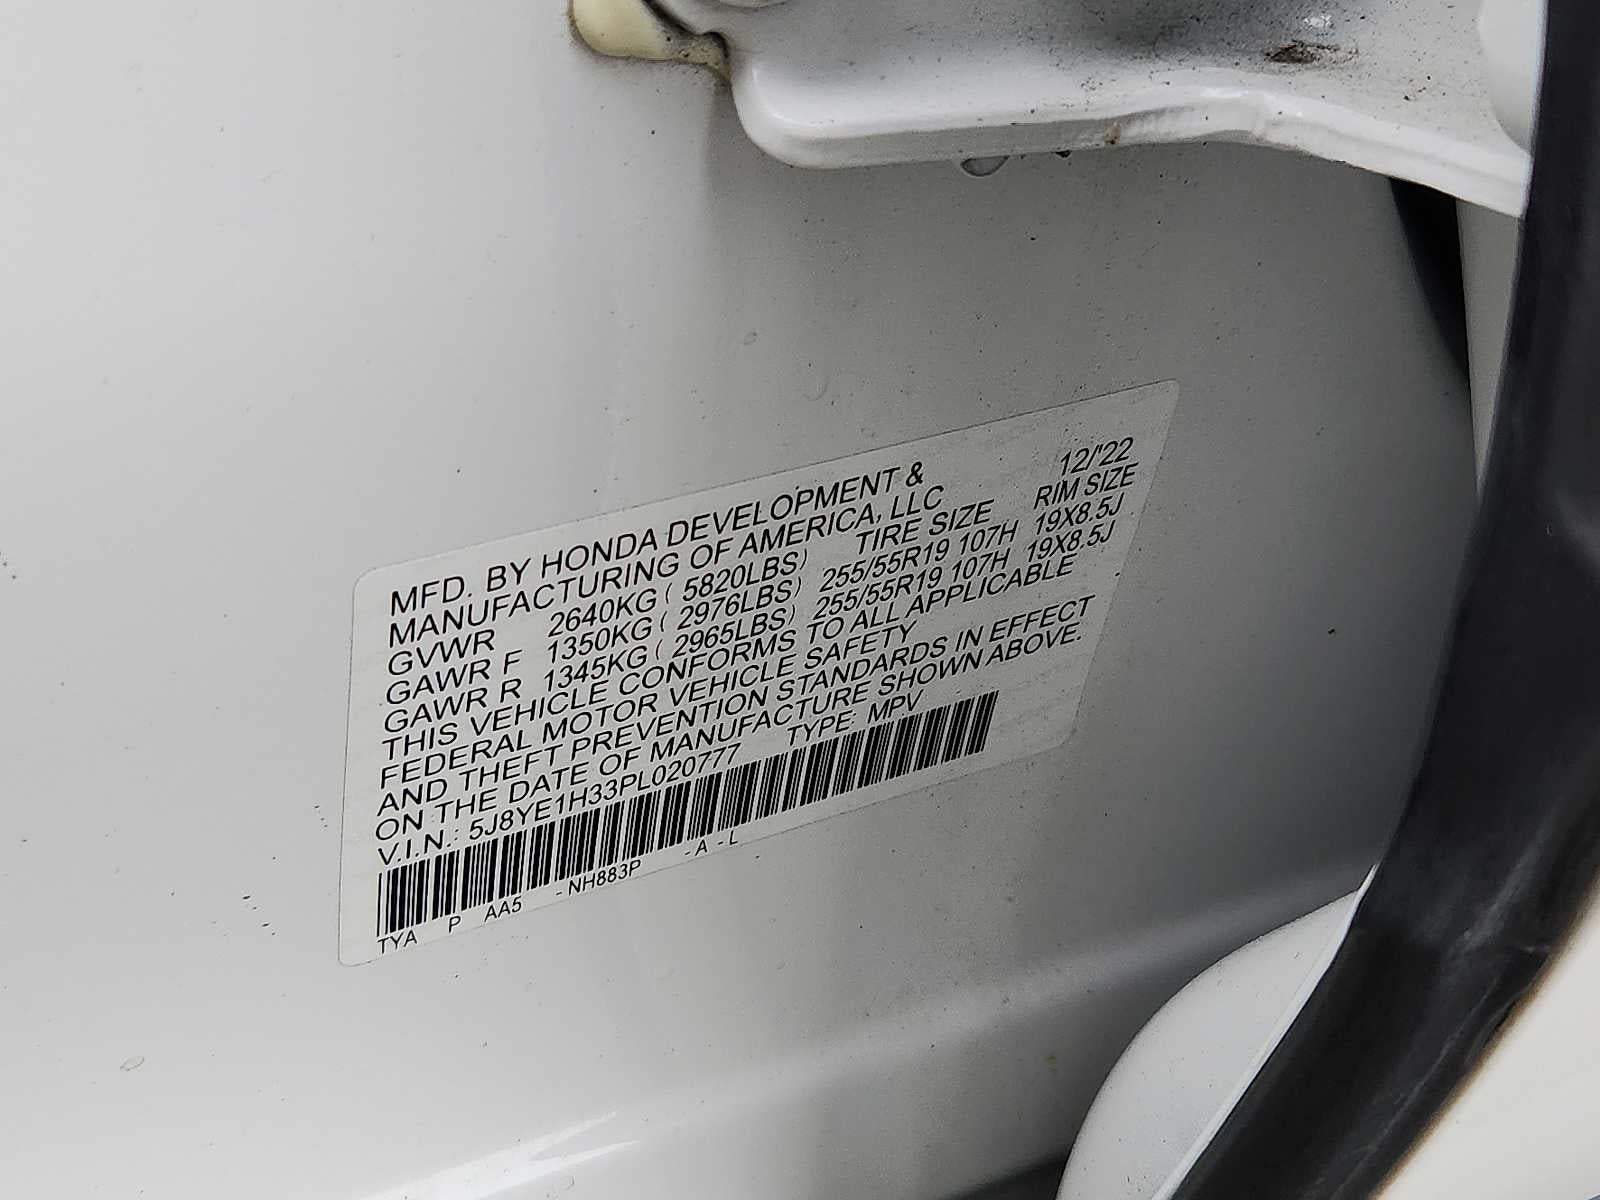 MFD. BY HONDA DEVELOPMENT & 12/'22
MANUFACTURING OF AMERICA, LLC
GVWR 2640KG ( 5820LBS) TIRE SIZE RIM SIZE
GAWR F 1350KG ( 2976LBS) 255/55R19 107H 19X8.5J
GAWR R 1345KG ( 2965LBS) 255/55R19 107H 19X8.5J
THIS VEHICLE CONFORMS TO ALL APPLICABLE
FEDERAL MOTOR VEHICLE SAFETY
AND THEFT PREVENTION STANDARDS IN EFFECT
ON THE DATE OF MANUFACTURE SHOWN ABOVE.
V.I.N.: 5J8YE1H33PL020777 TYPE: MPV
TYA P AA5 - NH883P - A - L